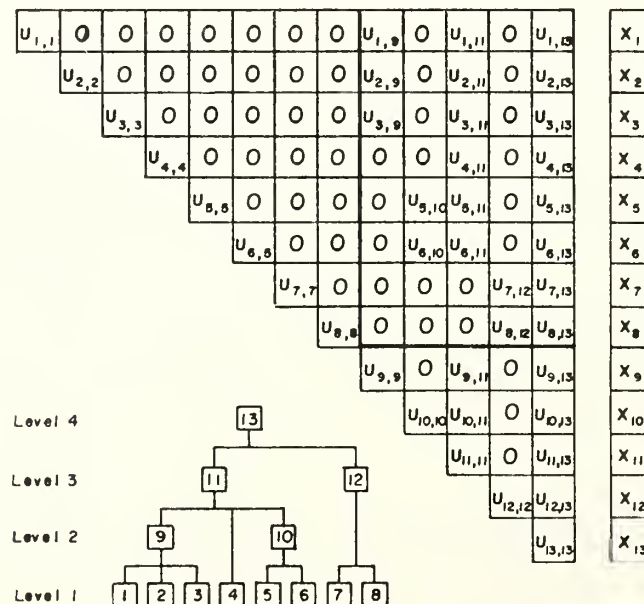 U1,1 0 0 0 0 0 0 0 U1,9 0 U1,11 0 U1,13 X1
U2,2 0 0 0 0 0 0 U2,9 0 U2,11 0 U2,13 X2
U3,3 0 0 0 0 0 U3,9 0 U3,11 0 U3,13 X3
U4,4 0 0 0 0 0 0 U4,11 0 U4,13 X4
U5,5 0 0 0 0 U5,10 U5,11 0 U5,13 X5
U6,6 0 0 0 U6,10 U6,11 0 U6,13 X6
U7,7 0 0 0 0 U7,12 U7,13 X7
U8,8 0 0 0 U8,12 U8,13 X8
U9,9 0 U9,11 0 U9,13 X9
U10,10 U10,11 0 U10,13 X10
U11,11 0 U11,13 X11
U12,12 U12,13 X12
U13,13 X13
Level 4 13
Level 3 11 12
Level 2 9 10
Level 1 1 2 3 4 5 6 7 8